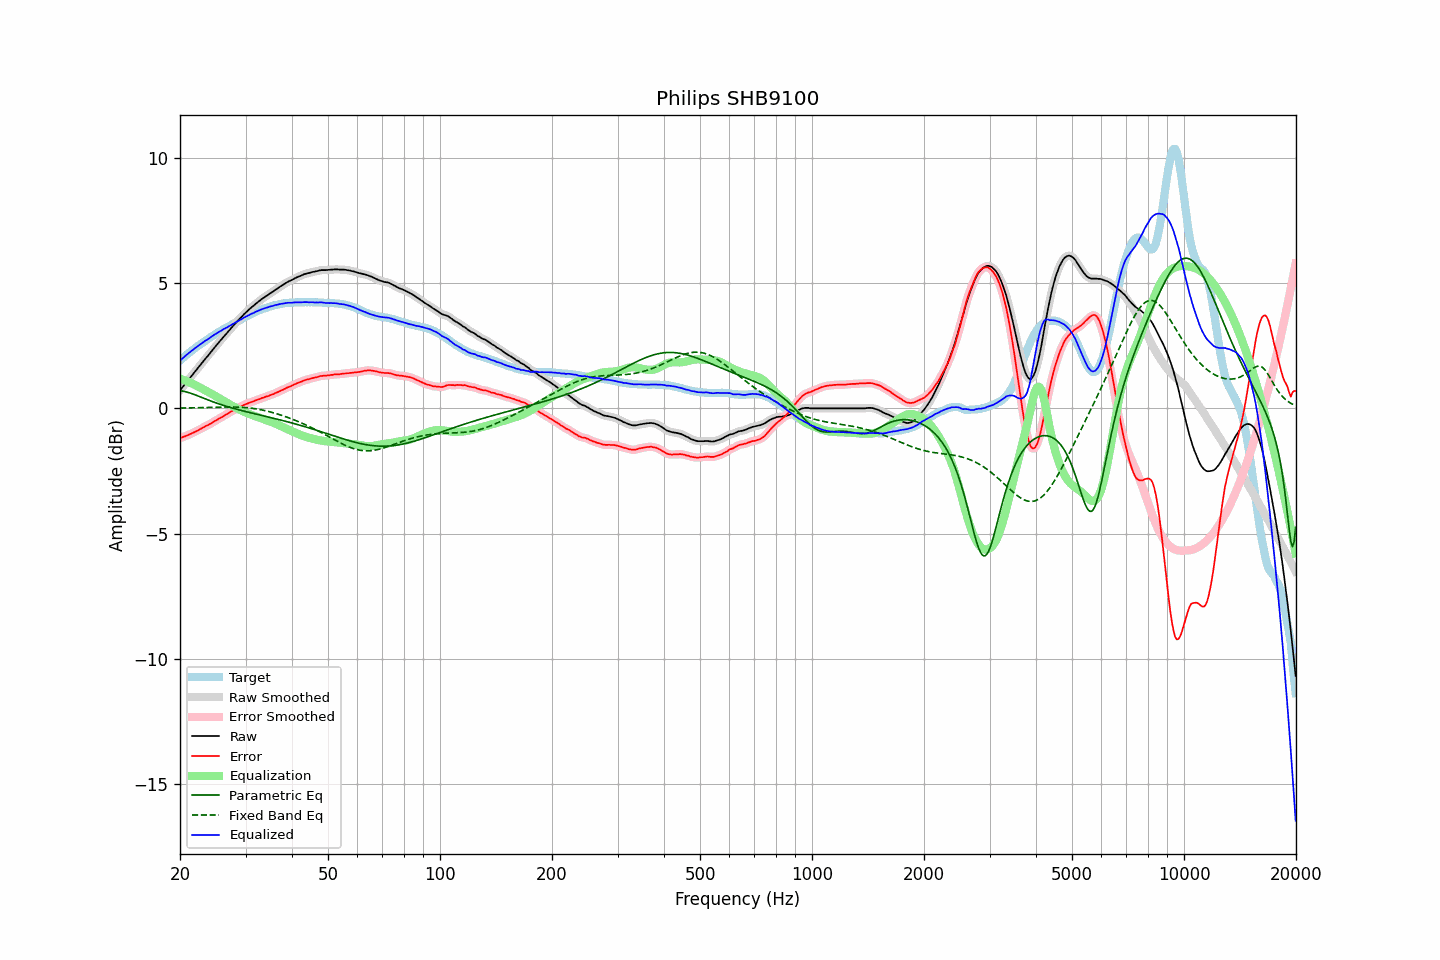 Philips SHB9100
10
5
0
−5
−10
−15
Amplitude (dBr)
Target
Raw Smoothed
Error Smoothed
Raw
Error
Equalization
Parametric Eq
Fixed Band Eq
Equalized
20 50 100 200 500 1000 2000 5000 10000 20000
Frequency (Hz)